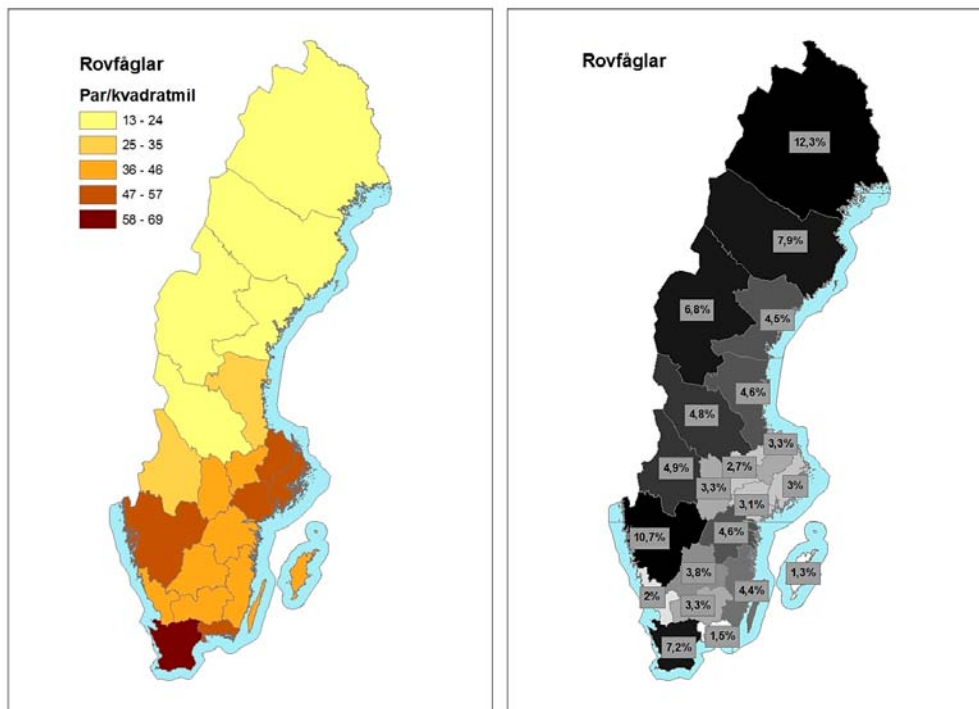 Rovfåglar
Par/kvadratmil
13 - 24
25 - 35
36 - 46
47 - 57
58 - 69
Rovfåglar
12,3%
7,9%
6,8%
4,5%
4,6%
4,8%
3,3%
4,9%
2,7%
3,3%
3%
3,1%
10,7%
4,6%
3,8%
1,3%
2%
4,4%
3,3%
1,5%
7,2%